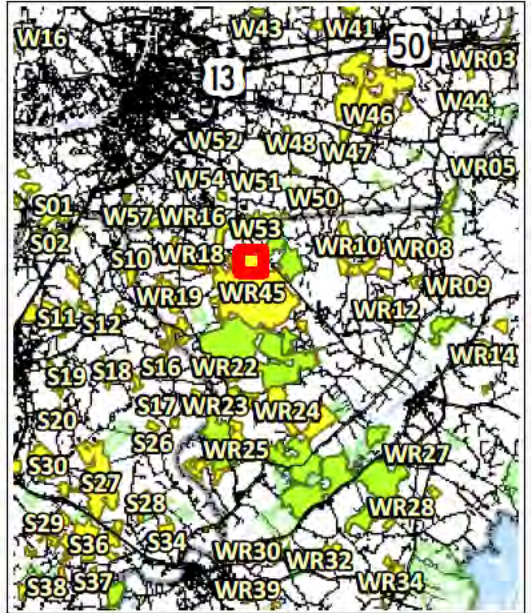 W43 W41
W16 50 WR03
13
W46 W44
W52 W48 W47
WR05
W54 W51
S01 W50
W57 WR16
S02 W53
S10 WR18 WR10 WR08
WR19 WR45 WR09
S11 S12 WR12
S16 WR22 WR14
S19 S18
S17 WR23 WR24
S20
S26 WR25
S30 WR27
S27
S28 WR28
S29
S36 S34 WR30
WR32
S38 S37 WR39 WR34